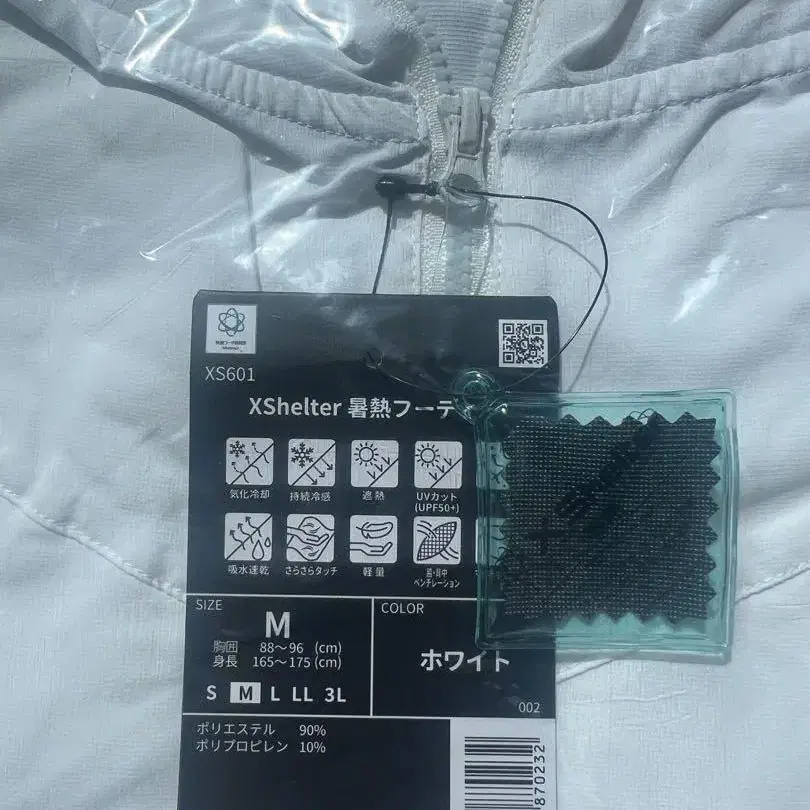 XS601
XShelter 暑熱フーデ
気化冷却 持続冷感 遮熱 UVカット
(UPF50+)
吸水速乾 さらさらタッチ 軽量 脇・背中
ベンチレーション
SIZE
M
胸囲 88～96 (cm)
身長 165～175 (cm)
S M L LL 3L
COLOR
ホワイト
002
ポリエステル 90%
ポリプロピレン 10%
870232